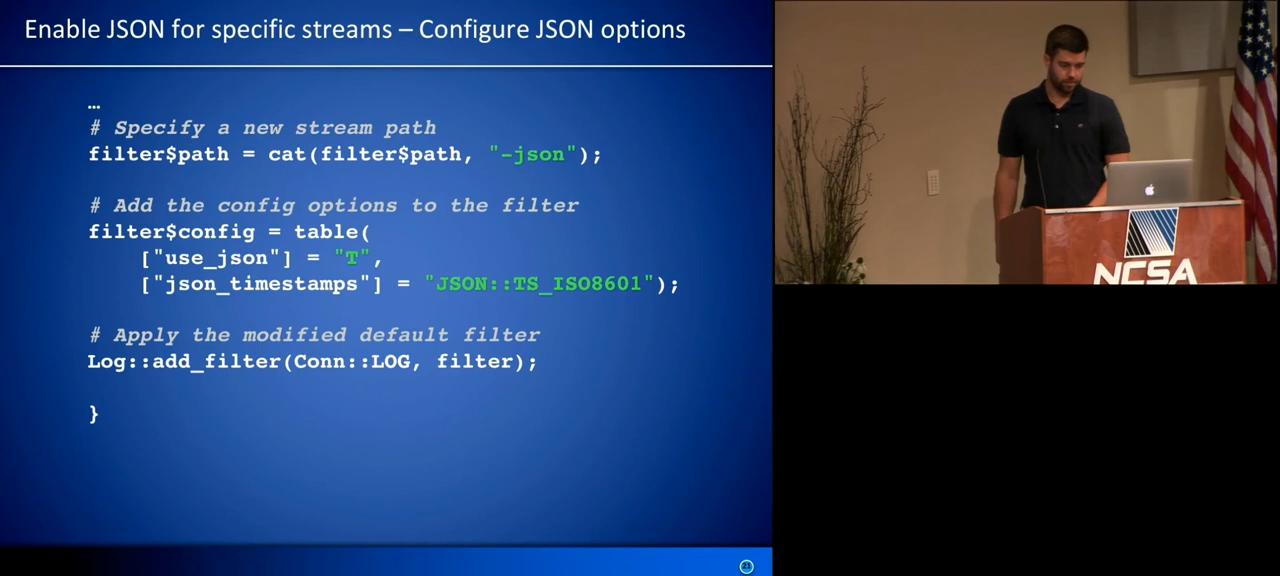 Enable JSON for specific streams – Configure JSON options
…
# Specify a new stream path
filter$path = cat(filter$path, "-json");
# Add the config options to the filter
filter$config = table(
["use_json"] = "T",
["json_timestamps"] = "JSON::TS_ISO8601");
# Apply the modified default filter
Log::add_filter(Conn::LOG, filter);
}
21
NCSA